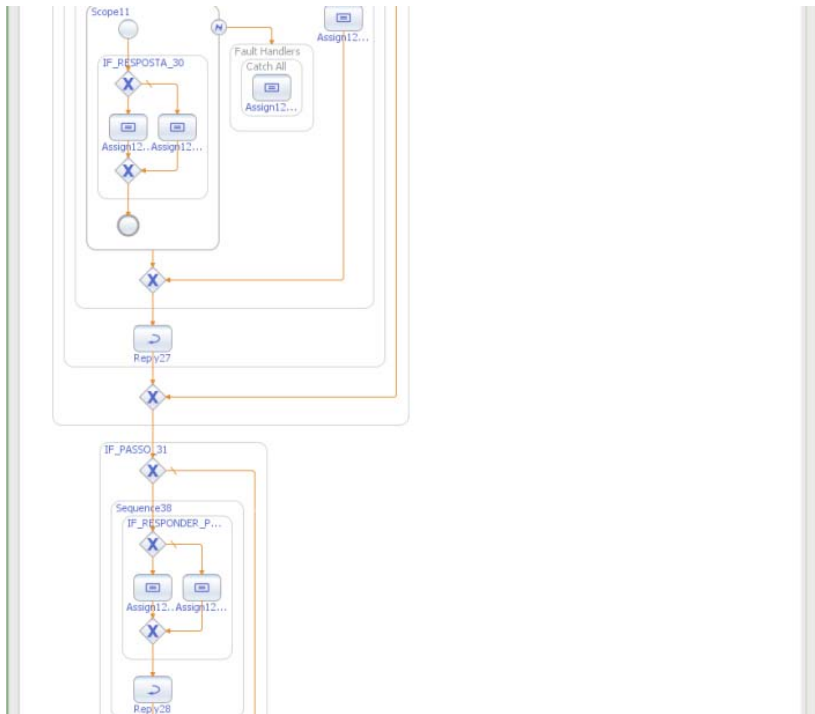 Scope11
Assign12...
Fault Handlers
IF_RESPOSTA_30
Catch All
Assign12...
Assign12...
Assign12...
Reply27
IF_PASSO_31
Sequence38
IF_RESPONDER_P...
Assign12...
Assign12...
Reply28